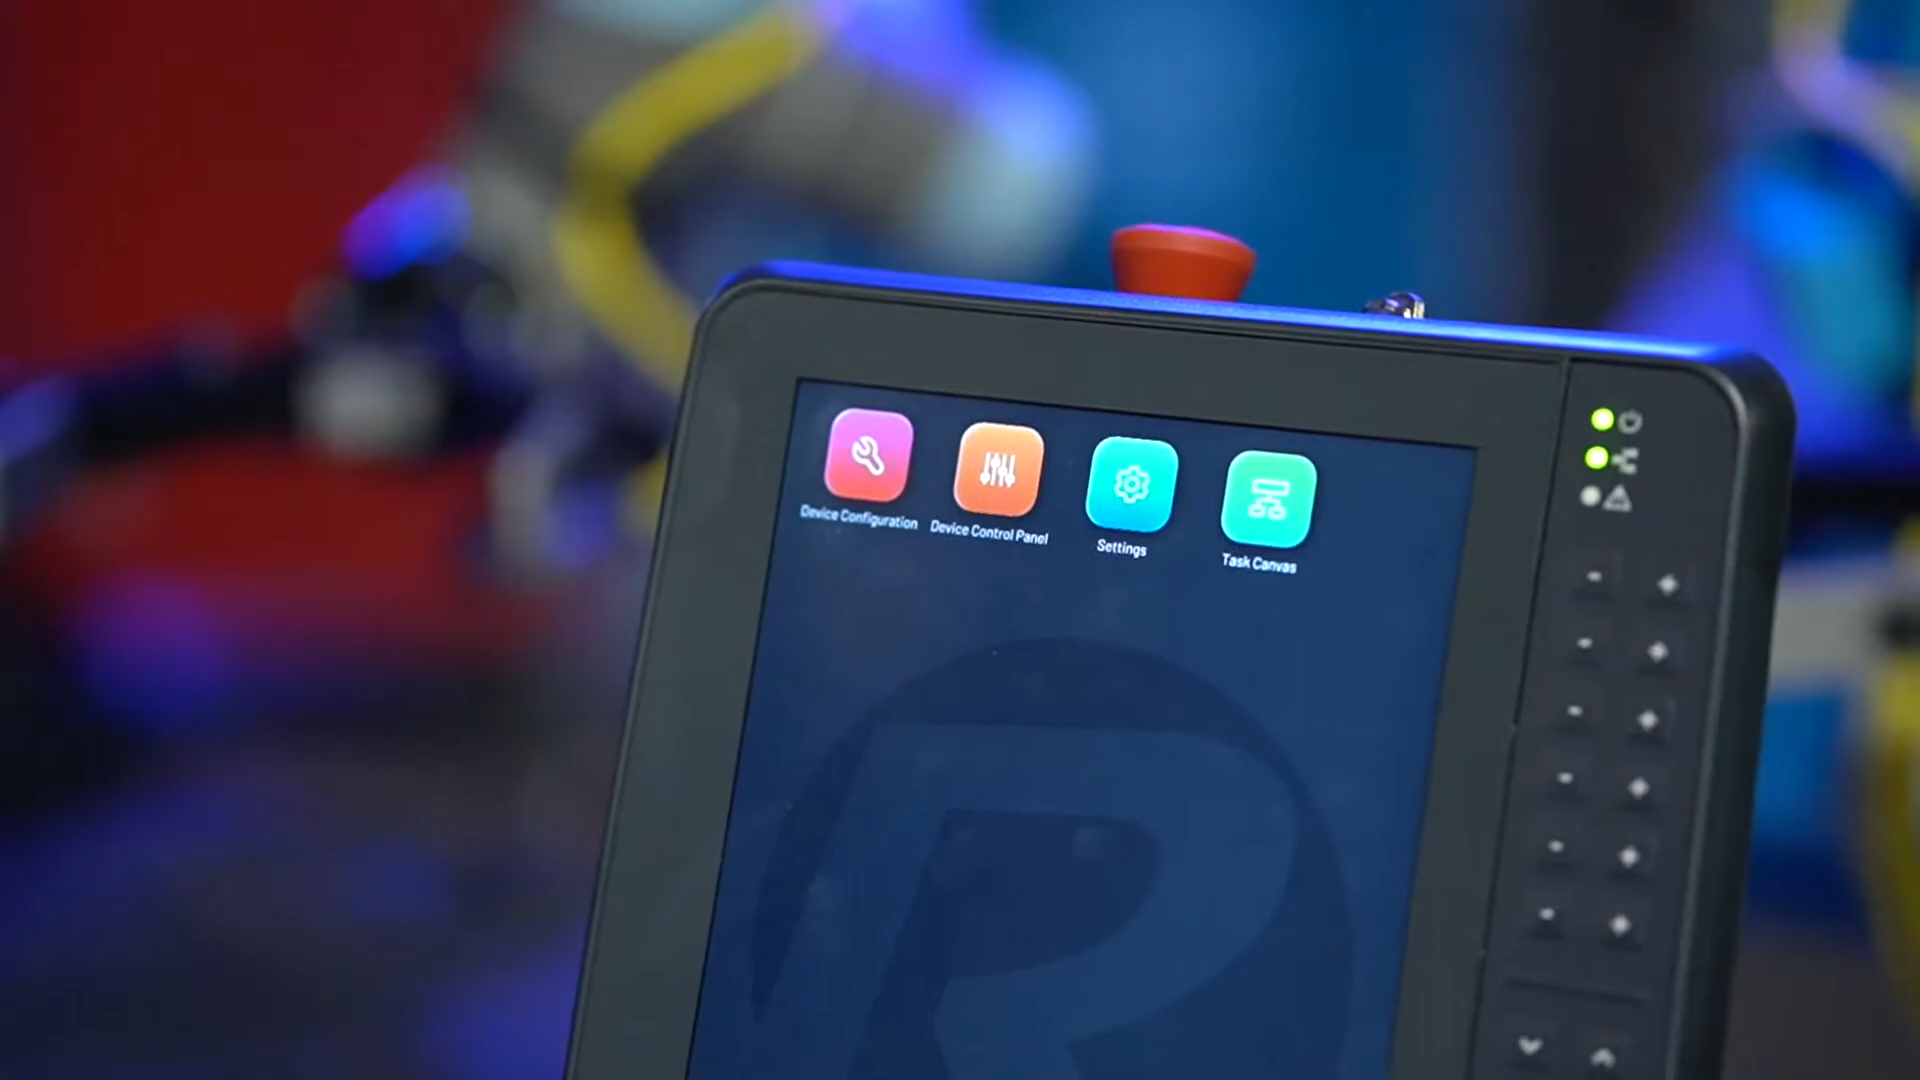 Device Configuration
Device Control Panel
Settings
Task Canvas
R